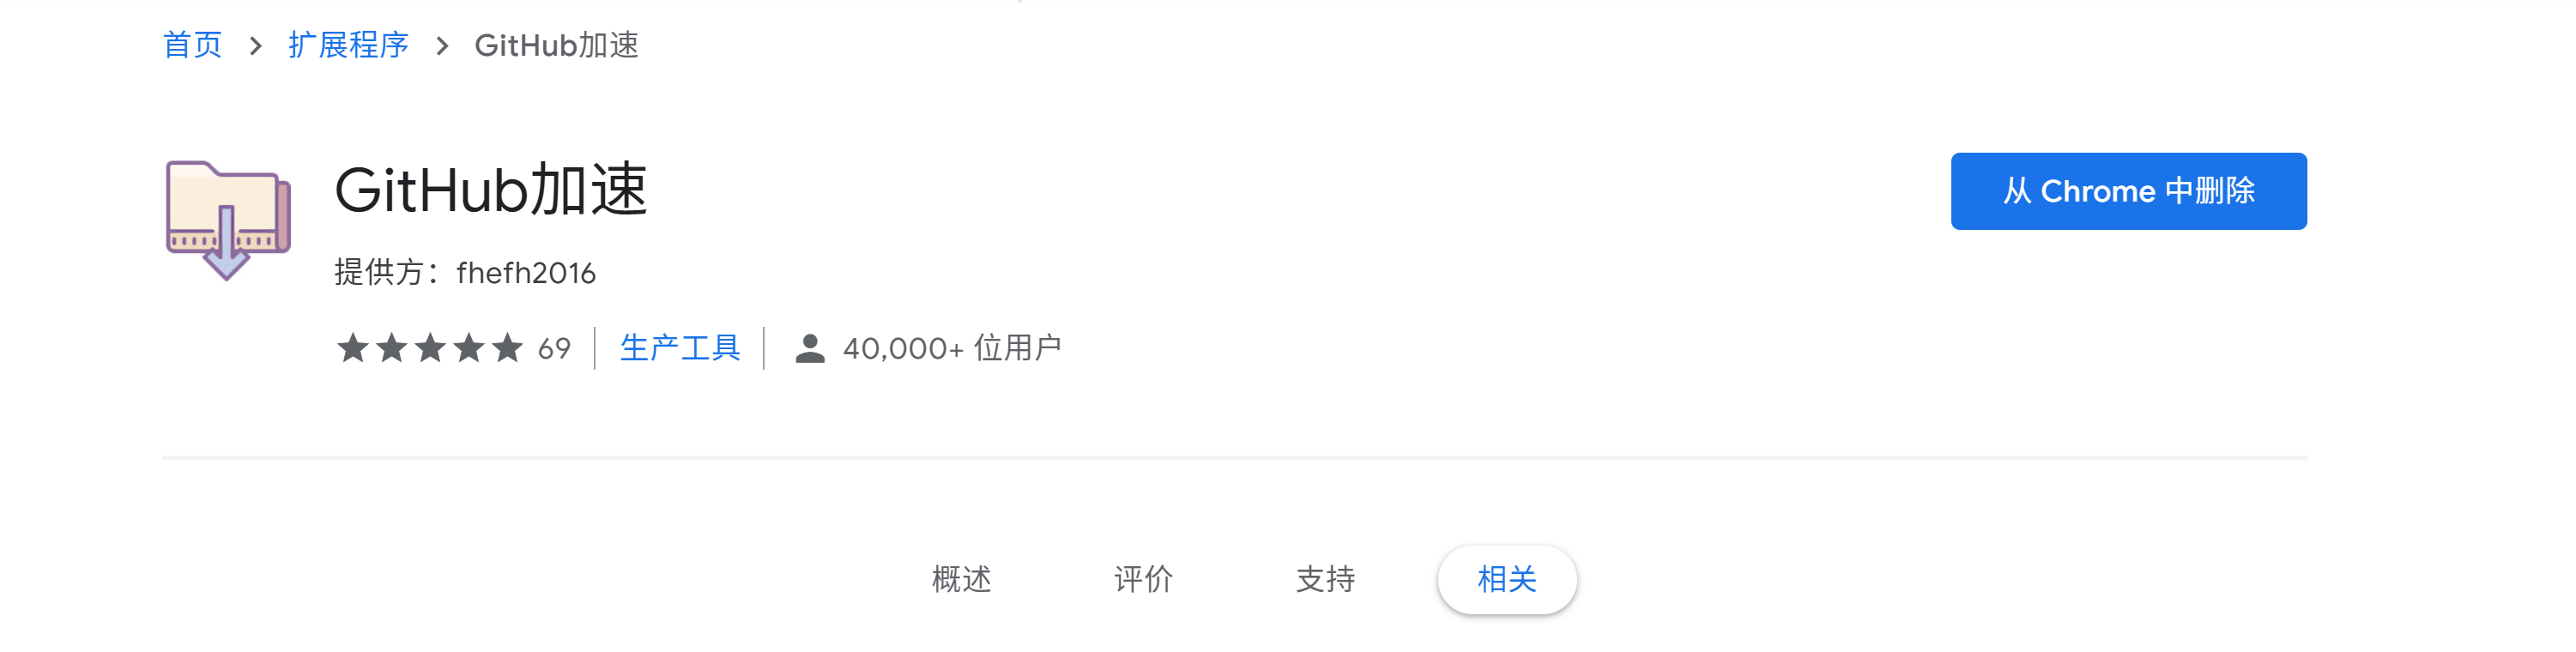 首页 > 扩展程序 > GitHub加速
GitHub加速
从 Chrome 中删除
提供方：fhefh2016
★★★★★ 69 | 生产工具 | 40,000+ 位用户
概述 评价 支持 相关